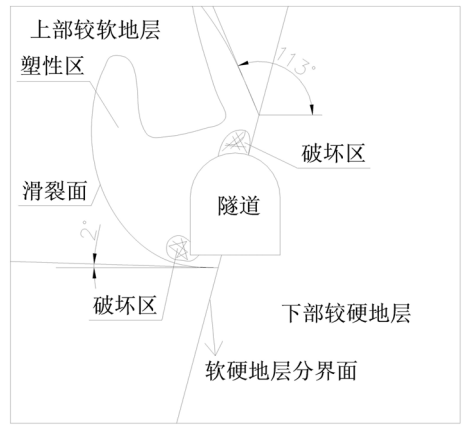 上部较软地层
塑性区
113°
破坏区
滑裂面
隧道
2°
破坏区
下部较硬地层
软硬地层分界面